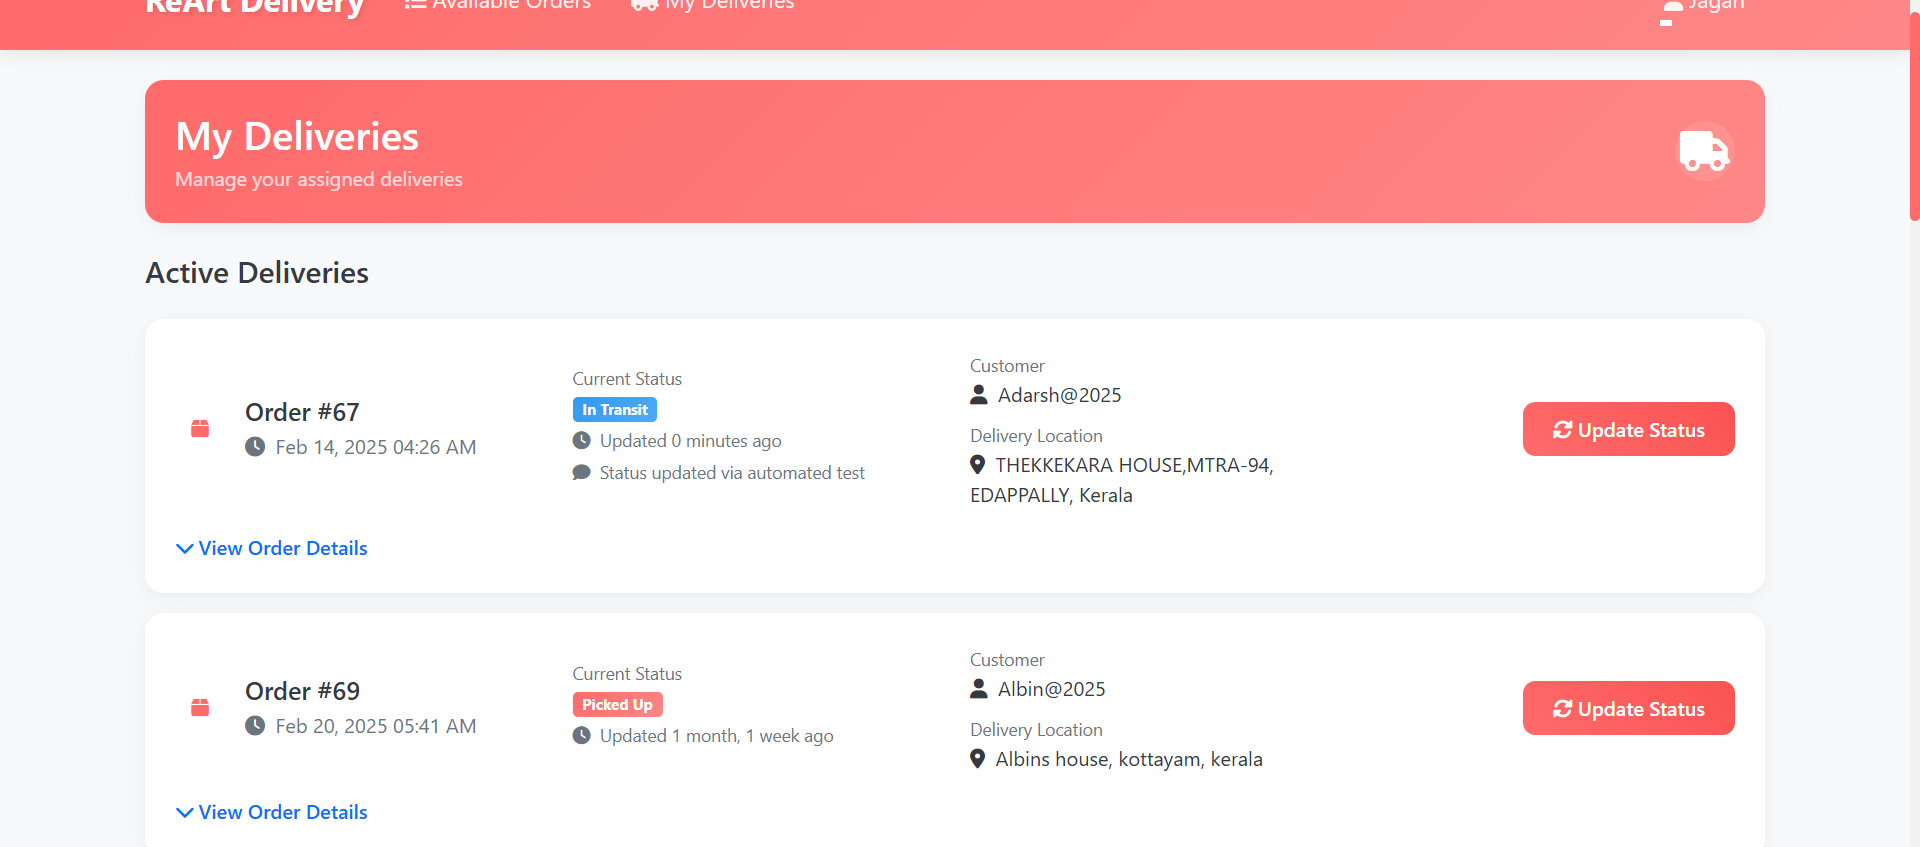 ReArt Delivery
Available Orders
My Deliveries
Jagan
My Deliveries
Manage your assigned deliveries
Active Deliveries
Order #67
Feb 14, 2025 04:26 AM
Current Status
In Transit
Updated 0 minutes ago
Status updated via automated test
Customer
Adarsh@2025
Delivery Location
THEKKEKARA HOUSE,MTRA-94,
EDAPPALLY, Kerala
Update Status
View Order Details
Order #69
Feb 20, 2025 05:41 AM
Current Status
Picked Up
Updated 1 month, 1 week ago
Customer
Albin@2025
Delivery Location
Albins house, kottayam, kerala
Update Status
View Order Details